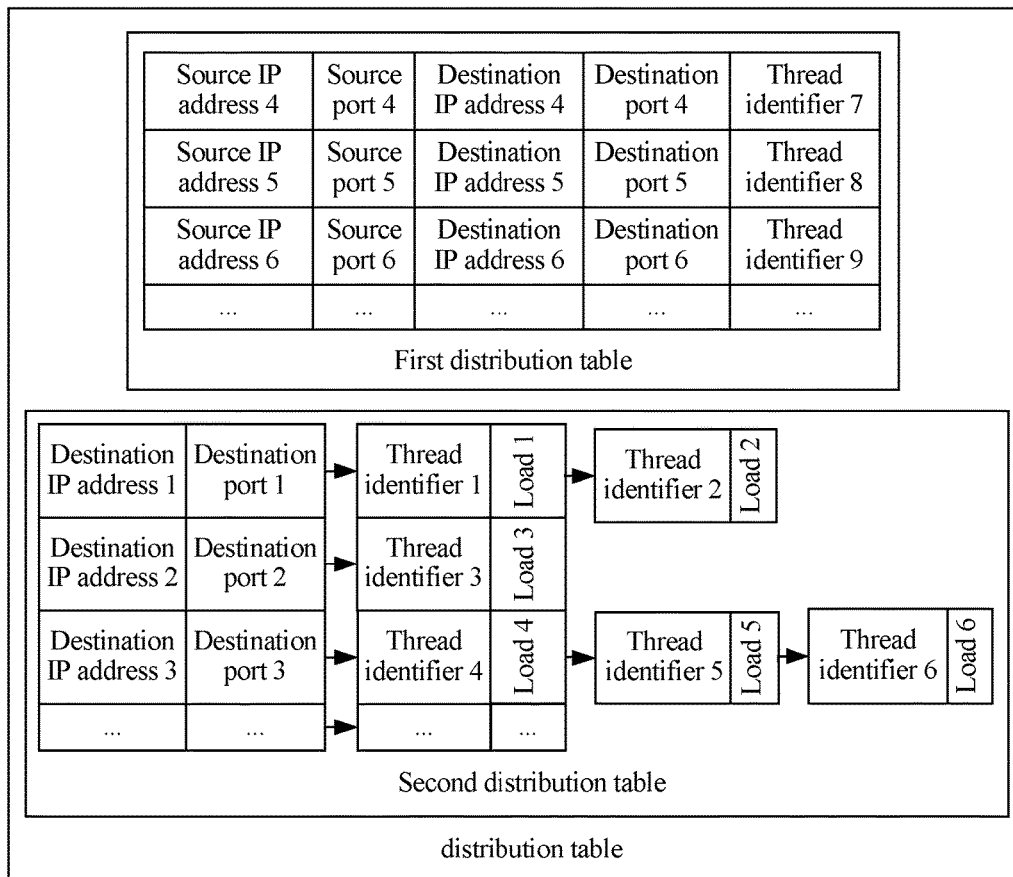 Source IP address 4 Source port 4 Destination IP address 4 Destination port 4 Thread identifier 7
Source IP address 5 Source port 5 Destination IP address 5 Destination port 5 Thread identifier 8
Source IP address 6 Source port 6 Destination IP address 6 Destination port 6 Thread identifier 9
... ... ... ... ...
First distribution table
Destination IP address 1 Destination port 1 Thread identifier 1 Load 1 Thread identifier 2 Load 2
Destination IP address 2 Destination port 2 Thread identifier 3 Load 3
Destination IP address 3 Destination port 3 Thread identifier 4 Load 4 Thread identifier 5 Load 5 Thread identifier 6 Load 6
... ... ... ...
Second distribution table
distribution table